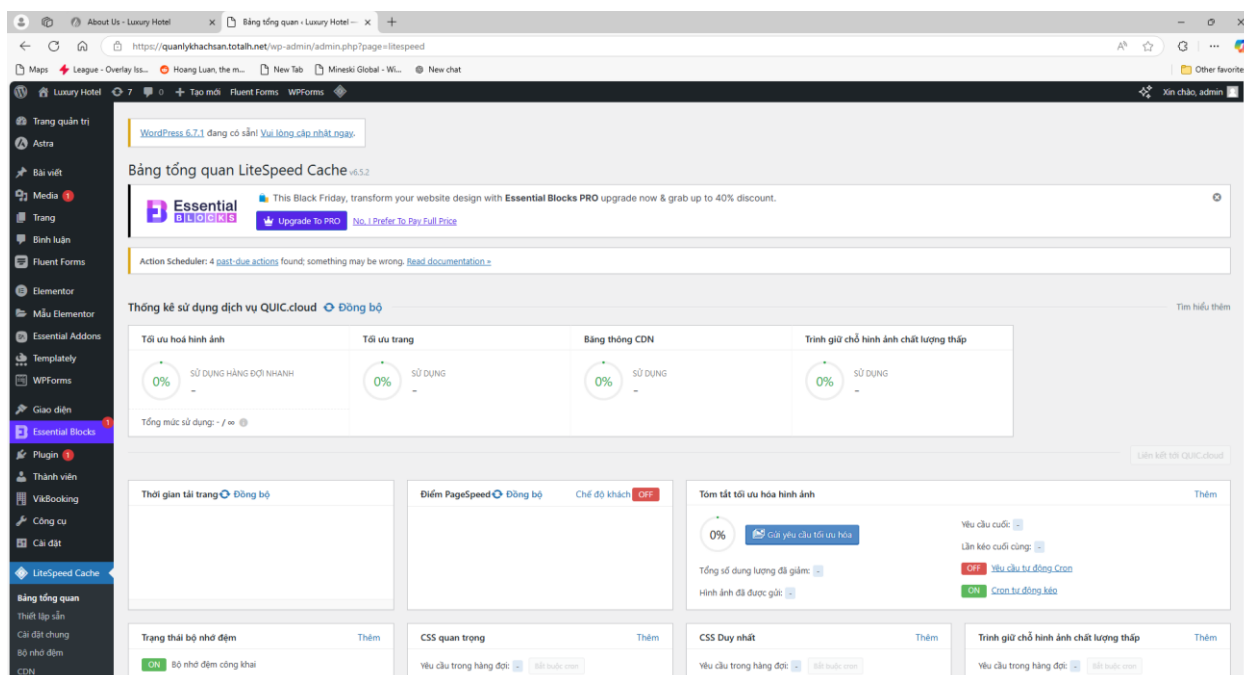 About Us - Luxury Hotel
Bảng tổng quan ‹ Luxury Hotel —
https://quanlykhachsan.totalh.net/wp-admin/admin.php?page=litespeed
Maps
League - Overlay Iss...
Hoang Luan, the m...
New Tab
Mineski Global - Wi...
New chat
Other favorite
Luxury Hotel 7 0 Tạo mới Fluent Forms WPForms
Xin chào, admin
Trang quản trị
Astra
Bài viết
Media 1
Trang
Bình luận
Fluent Forms
Elementor
Mẫu Elementor
Essential Addons
Templately
WPForms
Giao diện
Essential Blocks 1
Plugin 1
Thành viên
VikBooking
Công cụ
Cài đặt
LiteSpeed Cache
Bảng tổng quan
Thiết lập sẵn
Cài đặt chung
Bộ nhớ đệm
CDN
WordPress 6.7.1 đang có sẵn! Vui lòng cập nhật ngay.
Bảng tổng quan LiteSpeed Cache v6.5.2
Essential
BLOCKS
This Black Friday, transform your website design with Essential Blocks PRO upgrade now & grab up to 40% discount.
Upgrade To PRO
No, I Prefer To Pay Full Price
Action Scheduler: 4 past-due actions found; something may be wrong. Read documentation »
Thống kê sử dụng dịch vụ QUIC.cloud Đồng bộ
Tìm hiểu thêm
Tối ưu hoá hình ảnh
0%
SỬ DỤNG HÀNG ĐỢI NHANH
-
Tổng mức sử dụng: - / ∞
Tối ưu trang
0%
SỬ DỤNG
-
Băng thông CDN
0%
SỬ DỤNG
-
Trình giữ chỗ hình ảnh chất lượng thấp
0%
SỬ DỤNG
-
Liên kết tới QUIC.cloud
Thời gian tải trang Đồng bộ
Điểm PageSpeed Đồng bộ
Chế độ khách OFF
Tóm tắt tối ưu hóa hình ảnh
Thêm
0%
Gửi yêu cầu tối ưu hóa
Tổng số dung lượng đã giảm: -
Hình ảnh đã được gửi: -
Yêu cầu cuối: -
Lần kéo cuối cùng: -
OFF Yêu cầu tự động Cron
ON Cron tự động kéo
Trạng thái bộ nhớ đệm
Thêm
ON Bộ nhớ đệm công khai
CSS quan trọng
Thêm
Yêu cầu trong hàng đợi: - Bắt buộc cron
CSS Duy nhất
Thêm
Yêu cầu trong hàng đợi: - Bắt buộc cron
Trình giữ chỗ hình ảnh chất lượng thấp
Thêm
Yêu cầu trong hàng đợi: - Bắt buộc cron